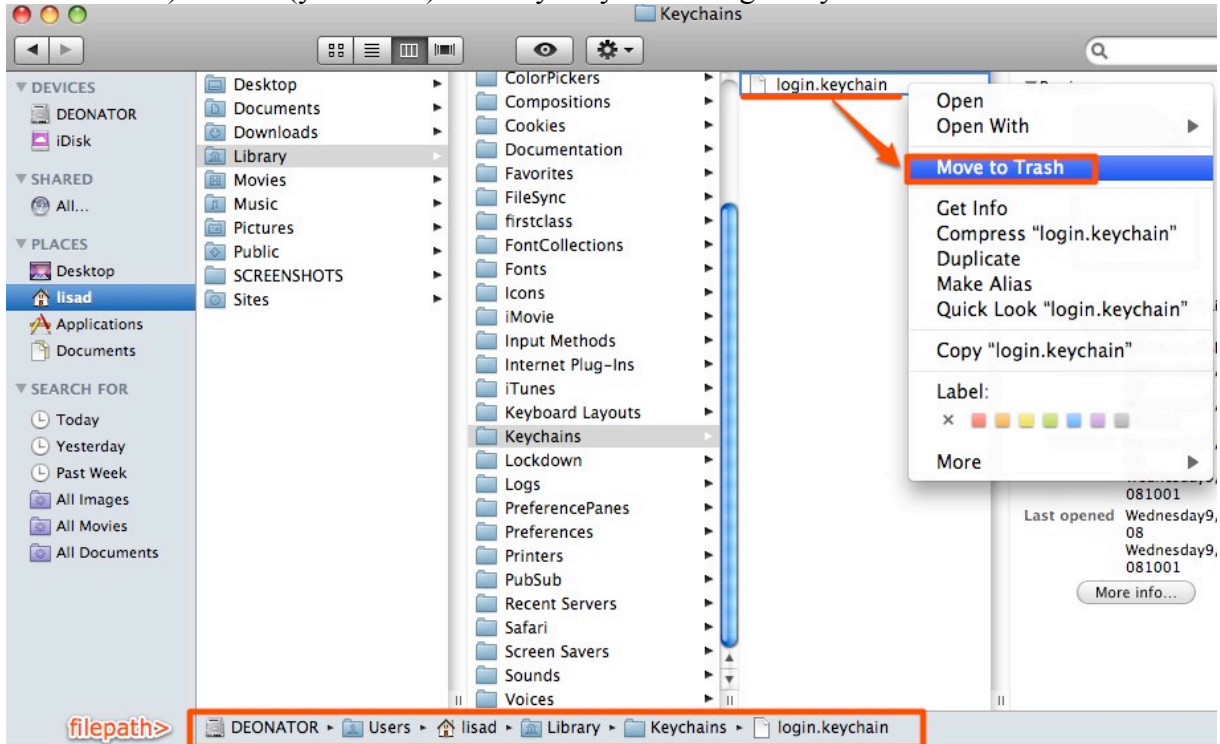 Keychains
DEVICES
DEONATOR
iDisk
SHARED
All...
PLACES
Desktop
lisad
Applications
Documents
SEARCH FOR
Today
Yesterday
Past Week
All Images
All Movies
All Documents
Desktop
Documents
Downloads
Library
Movies
Music
Pictures
Public
SCREENSHOTS
Sites
ColorPickers
Compositions
Cookies
Documentation
Favorites
FileSync
firstclass
FontCollections
Fonts
Icons
iMovie
Input Methods
Internet Plug-Ins
iTunes
Keyboard Layouts
Keychains
Lockdown
Logs
PreferencePanes
Preferences
Printers
PubSub
Recent Servers
Safari
Screen Savers
Sounds
Voices
login.keychain
Open
Open With
Move to Trash
Get Info
Compress “login.keychain”
Duplicate
Make Alias
Quick Look “login.keychain”
Copy “login.keychain”
Label:
More
081001
Last opened Wednesday9,
08
Wednesday9,
081001
More info...
filepath>
DEONATOR ▸ Users ▸ lisad ▸ Library ▸ Keychains ▸ login.keychain